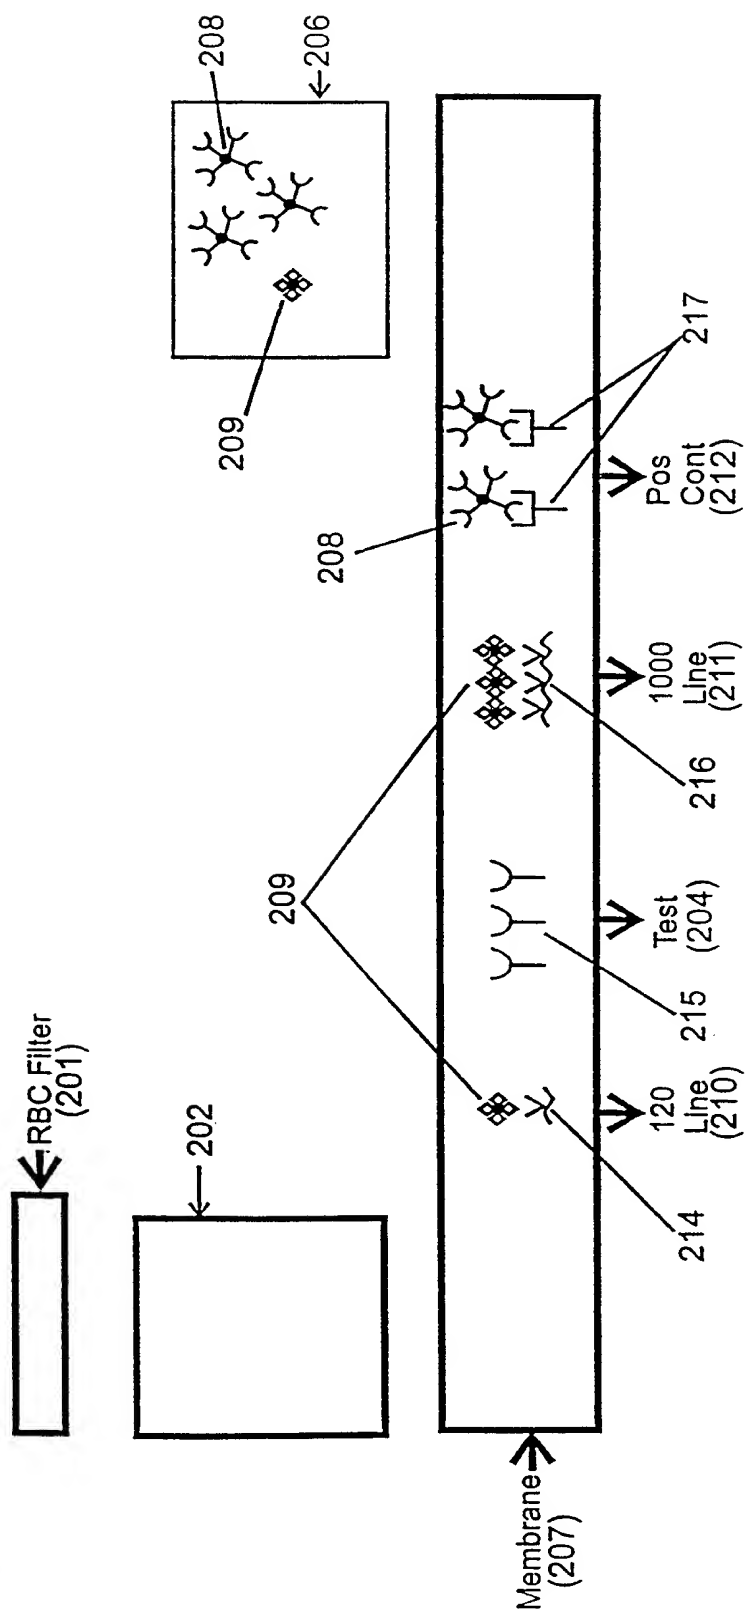 RBC Filter
(201)
202
208
206
209
209
208
217
Membrane
(207)
120
Line
(210)
214
Test
(204)
215
1000
Line
(211)
216
Pos
Cont
(212)